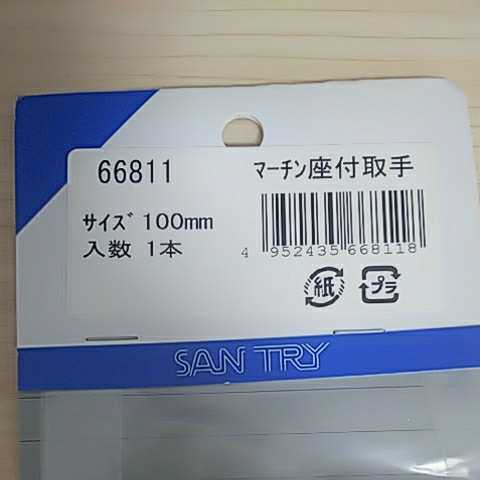 66811
マーチン座付取手
サイズ 100mm
入数 1本
4 952435 668118
紙
プラ
SAN TRY